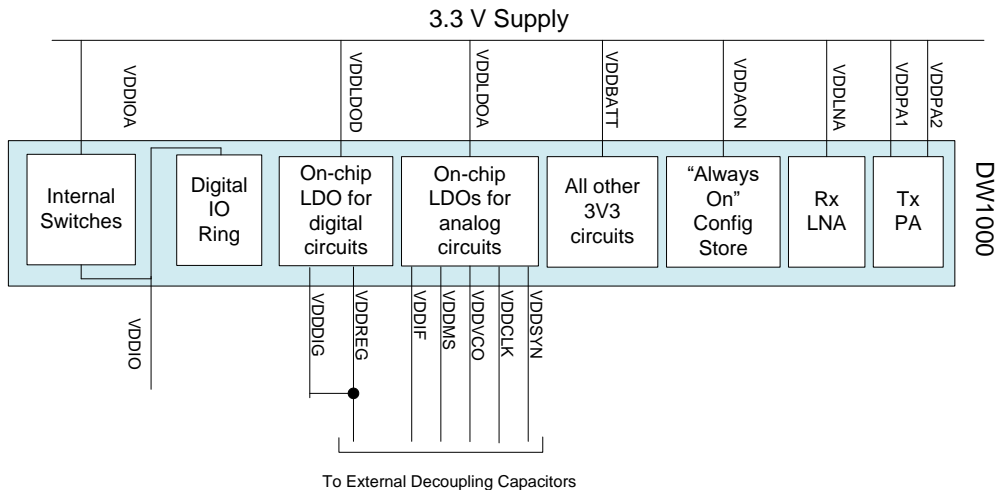 3.3 V Supply
VDDIOA
VDDLDOD
VDDLDOA
VDDBATT
VDDAON
VDDLNA
VDDPA1
VDDPA2
Internal
Switches
Digital
IO
Ring
On-chip
LDO for
digital
circuits
On-chip
LDOs for
analog
circuits
All other
3V3
circuits
“Always
On”
Config
Store
Rx
LNA
Tx
PA
DW1000
VDDIO
VDDDIG
VDDREG
VDDIF
VDDMS
VDDVCO
VDDCLK
VDDSYN
To External Decoupling Capacitors